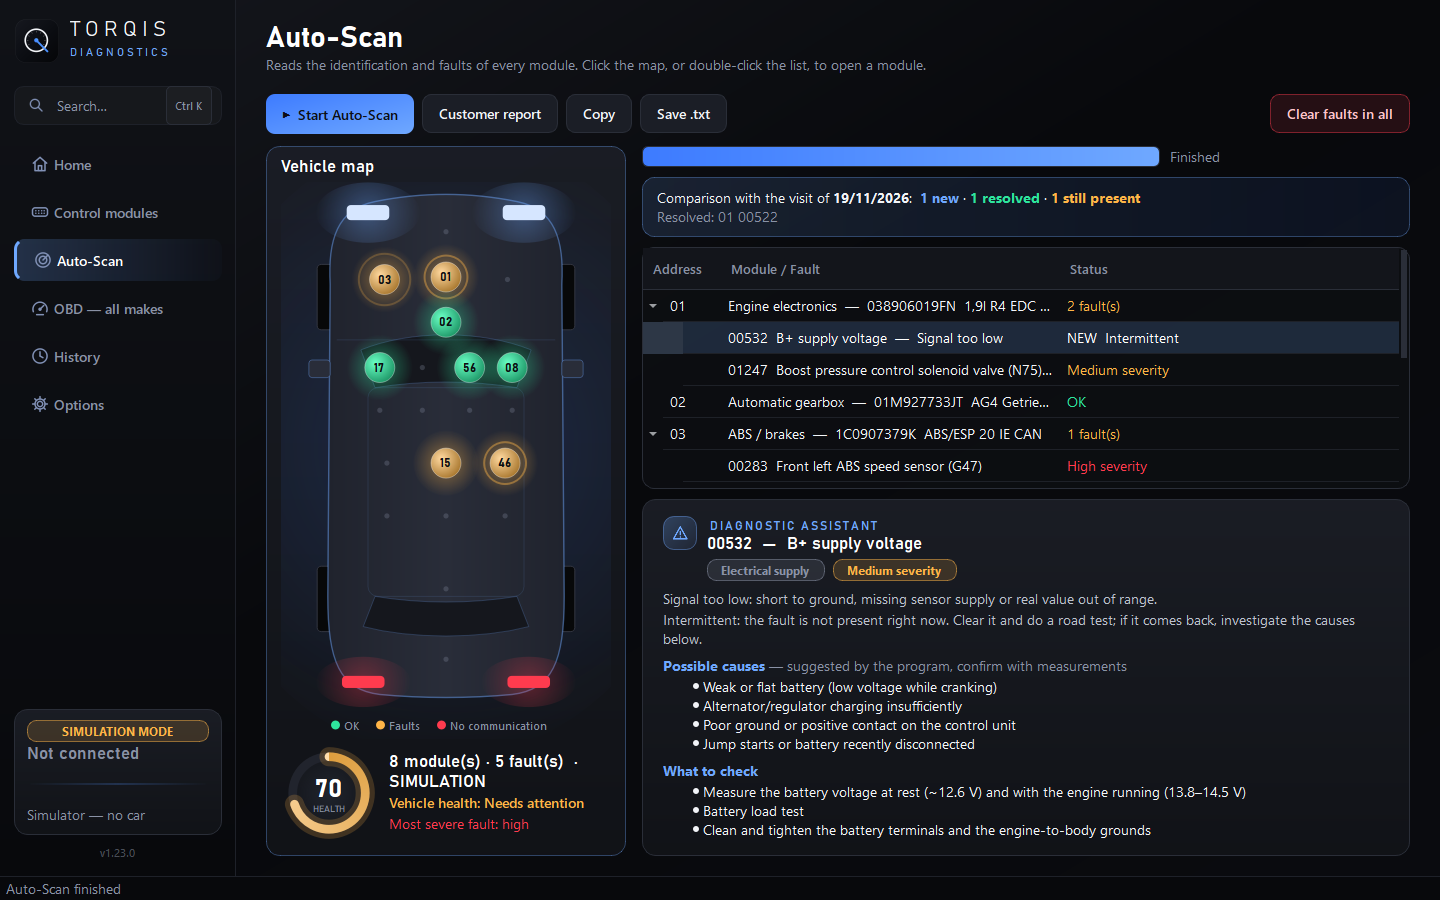 TORQIS
DIAGNOSTICS
Search...
Ctrl K
Home
Control modules
Auto-Scan
OBD — all makes
History
Options
SIMULATION MODE
Not connected
Simulator — no car
v1.23.0
Auto-Scan finished
Auto-Scan
Reads the identification and faults of every module. Click the map, or double-click the list, to open a module.
Start Auto-Scan
Customer report
Copy
Save .txt
Clear faults in all
Vehicle map
03
01
02
17
56
08
15
46
OK
Faults
No communication
70
HEALTH
8 module(s) · 5 fault(s) ·
SIMULATION
Vehicle health: Needs attention
Most severe fault: high
Finished
Comparison with the visit of 19/11/2026: 1 new · 1 resolved · 1 still present
Resolved: 01 00522
Address Module / Fault Status
01 Engine electronics — 038906019FN 1,9l R4 EDC ... 2 fault(s)
00532 B+ supply voltage — Signal too low NEW Intermittent
01247 Boost pressure control solenoid valve (N75)... Medium severity
02 Automatic gearbox — 01M927733JT AG4 Getrie... OK
03 ABS / brakes — 1C0907379K ABS/ESP 20 IE CAN 1 fault(s)
00283 Front left ABS speed sensor (G47) High severity
DIAGNOSTIC ASSISTANT
00532 — B+ supply voltage
Electrical supply
Medium severity
Signal too low: short to ground, missing sensor supply or real value out of range.
Intermittent: the fault is not present right now. Clear it and do a road test; if it comes back, investigate the causes
below.
Possible causes — suggested by the program, confirm with measurements
• Weak or flat battery (low voltage while cranking)
• Alternator/regulator charging insufficiently
• Poor ground or positive contact on the control unit
• Jump starts or battery recently disconnected
What to check
• Measure the battery voltage at rest (~12.6 V) and with the engine running (13.8–14.5 V)
• Battery load test
• Clean and tighten the battery terminals and the engine-to-body grounds